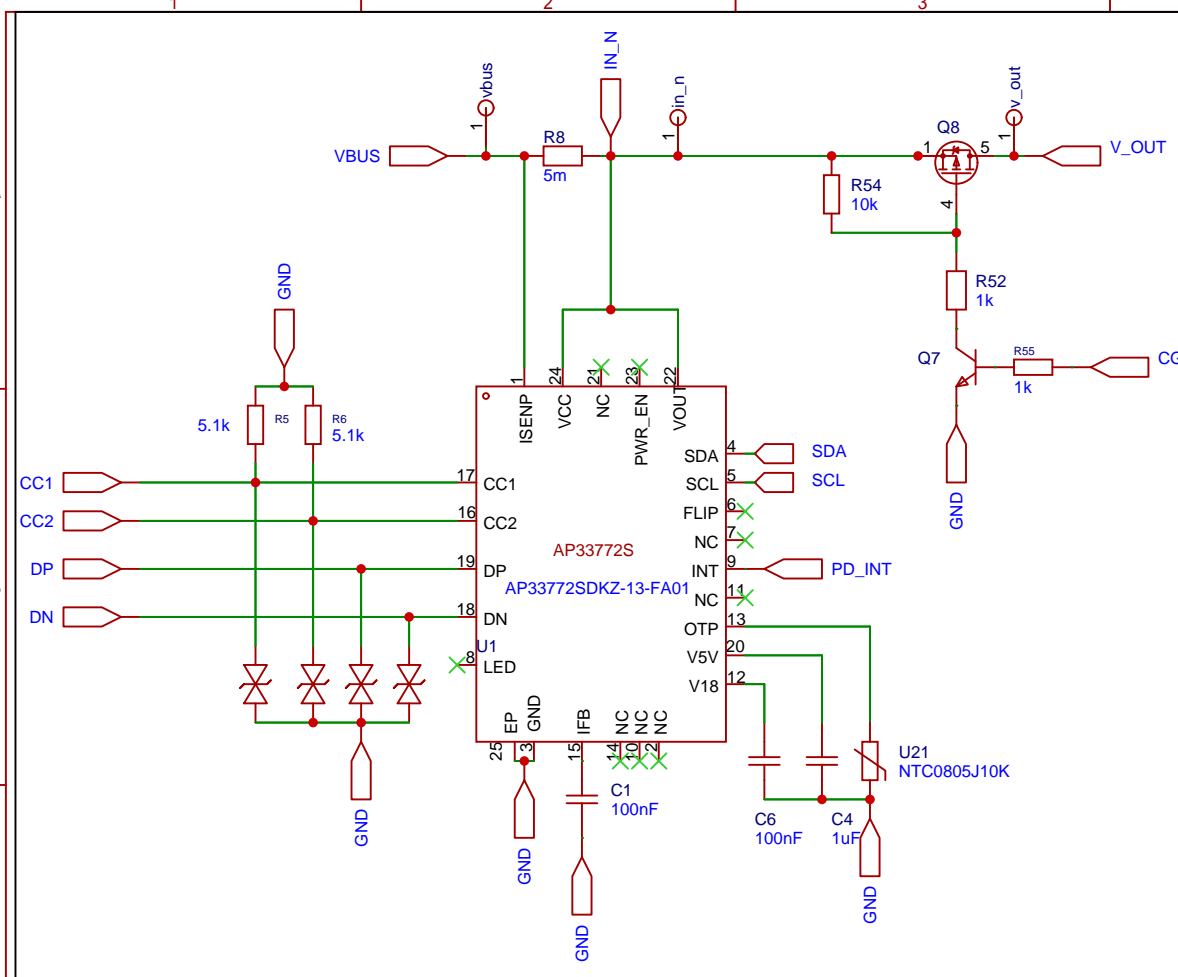 1
2
3
IN_N
vbus
in_n
v_out
1
1
1
VBUS
R8
5m
Q8
1
5
V_OUT
4
R54
10k
R52
1k
GND
Q7
R55
1k
GND
5.1k
R5
R6
5.1k
1
24
21
23
22
ISENP
VCC
NC
PWR_EN
VOUT
CC1
17
CC1
CC2
16
CC2
DP
19
DP
DN
18
DN
U1
8
LED
AP33772S
AP33772SDKZ-13-FA01
SDA
4
SDA
SCL
5
SCL
FLIP
6
NC
7
INT
9
PD_INT
NC
11
OTP
13
V5V
20
V18
12
EP
GND
IFB
NC
NC
NC
25
3
15
14
10
2
GND
GND
C1
100nF
GND
C6
100nF
C4
1uF
U21
NTC0805J10K
GND